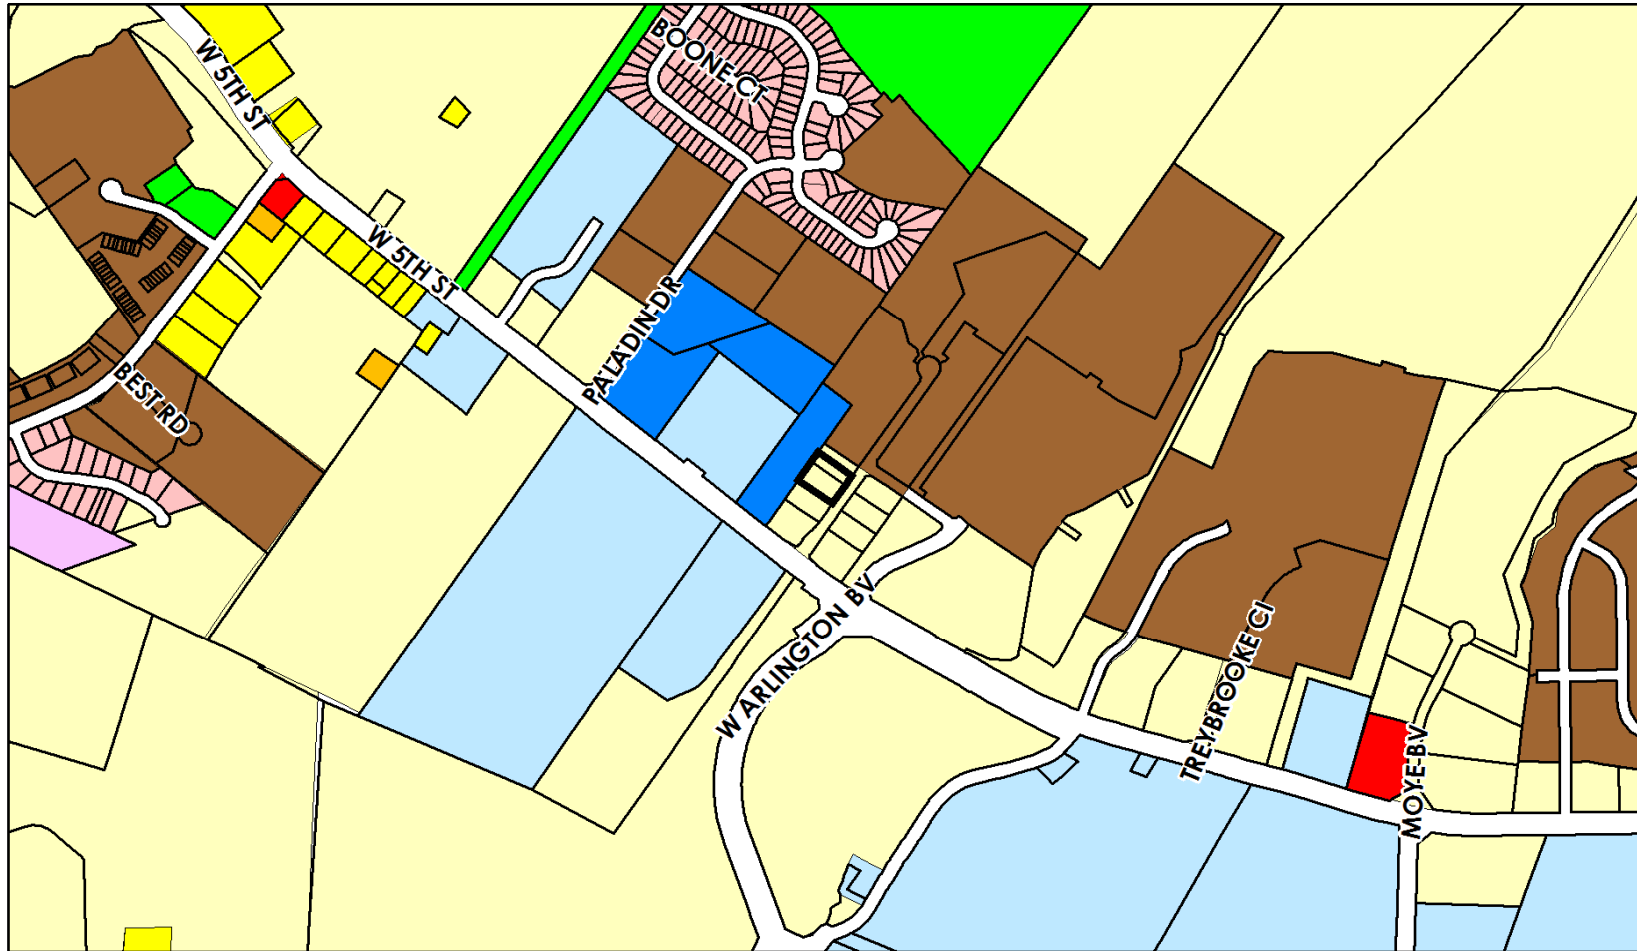 BOONE CT
W 5TH ST
W 5TH ST
PALADIN DR
BEST RD
W ARLINGTON BV
TREYBROOKE CI
MOYE BV